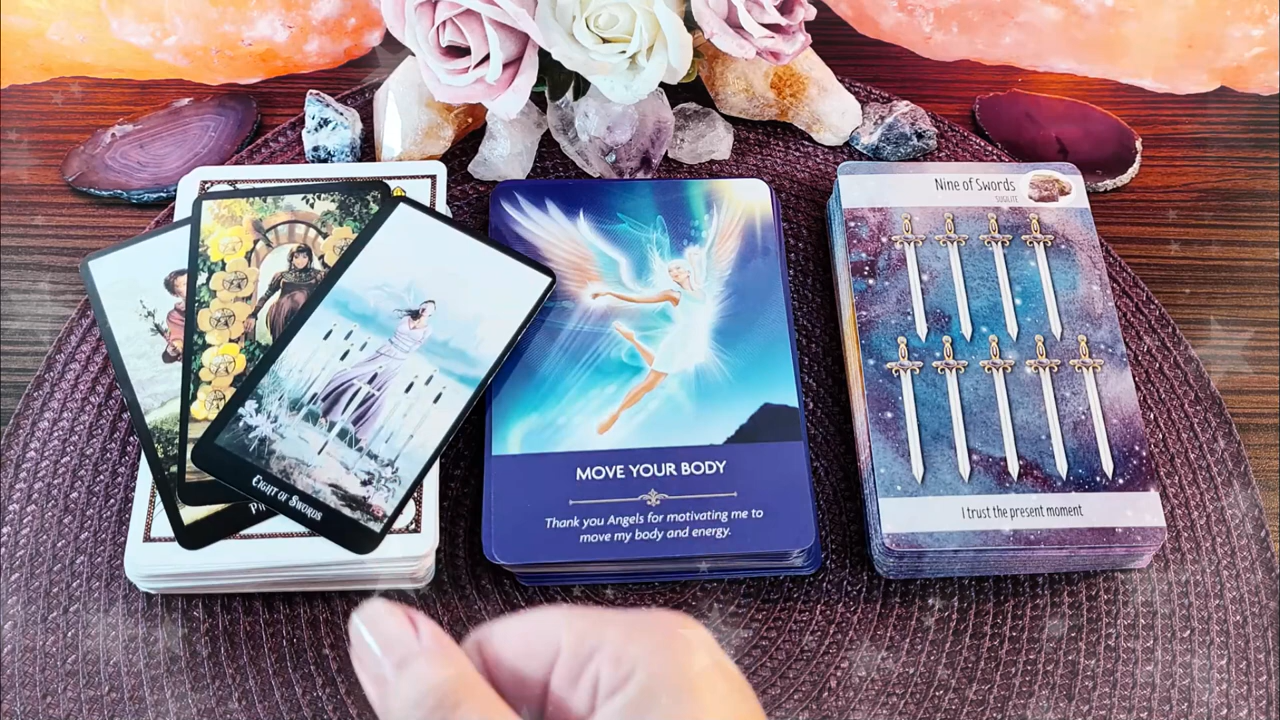 Eight of Swords
MOVE YOUR BODY
Thank you Angels for motivating me to
move my body and energy.
Nine of Swords
SUGILITE
I trust the present moment